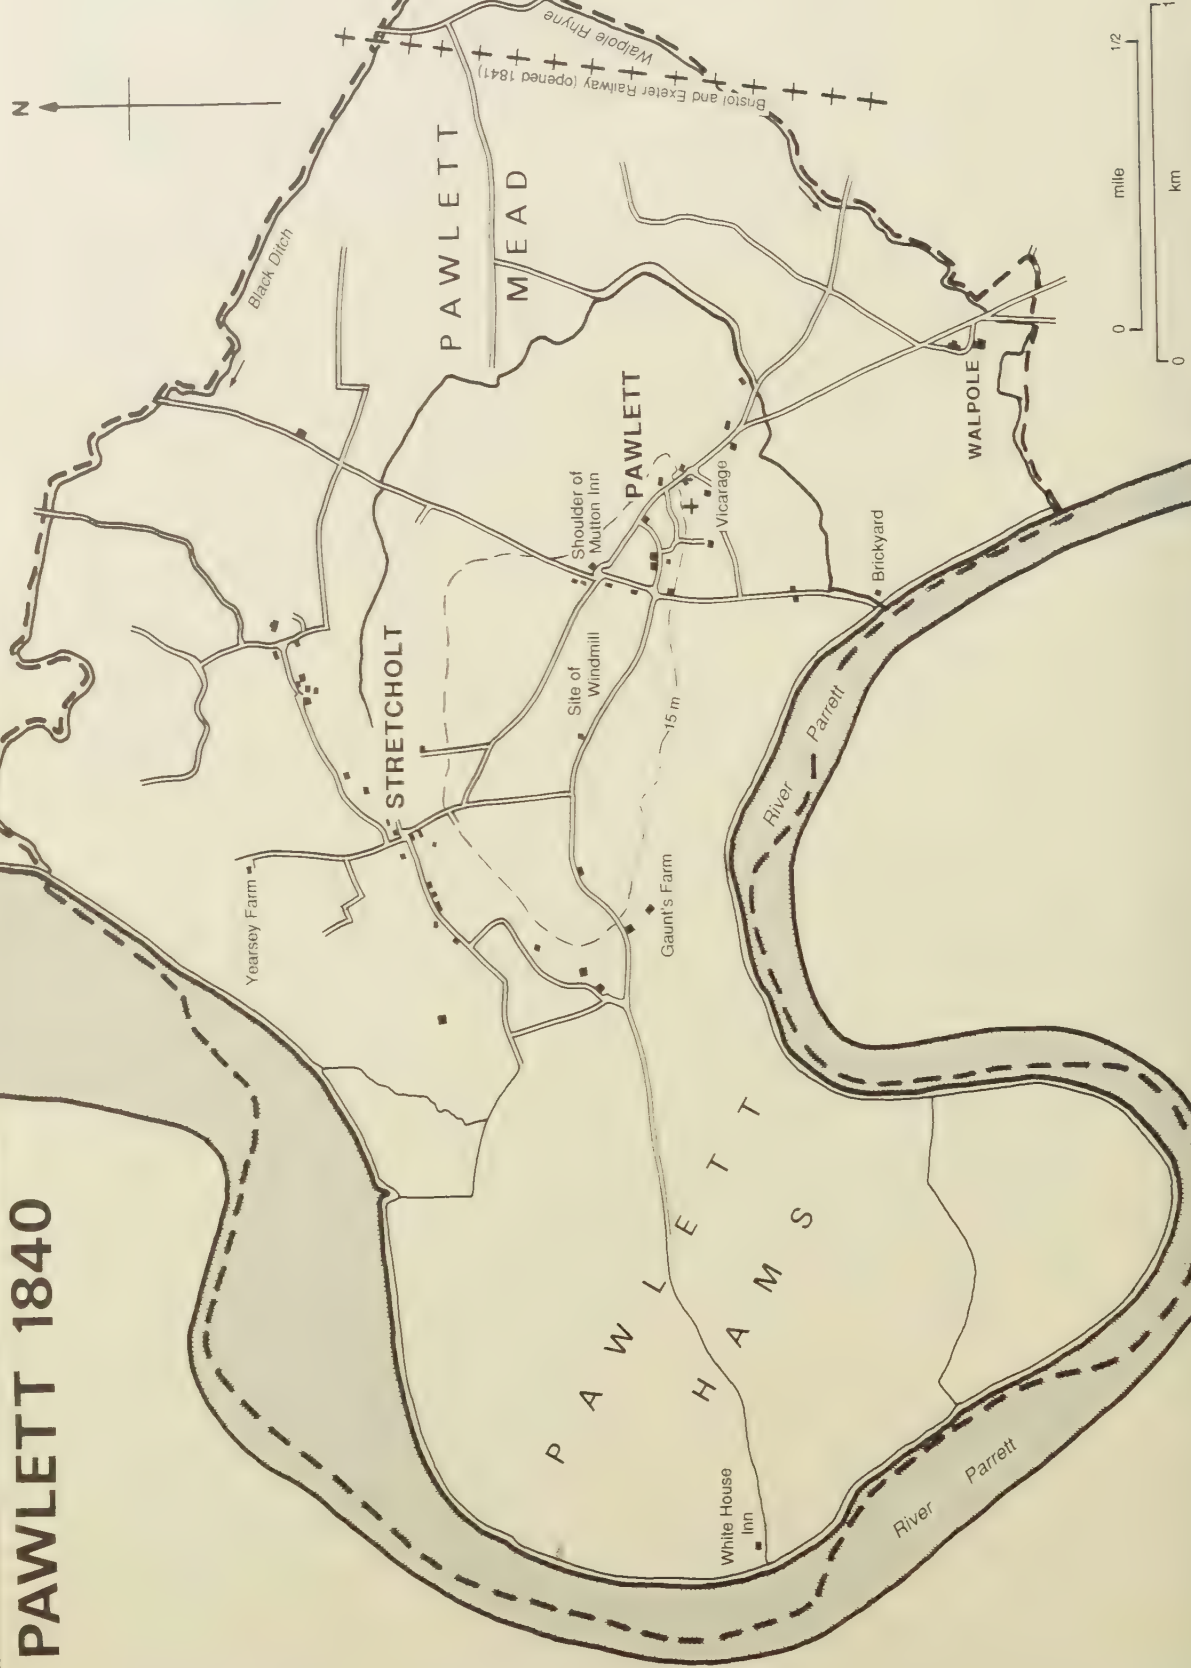 PAWLETT 1840
N
Black Ditch
Walpole Rhyne
Bristol and Exeter Railway (opened 1841)
PAWLETT
MEAD
Yearsey Farm
STRETCHOLT
Shoulder of
Mutton Inn
PAWLETT
Vicarage
Site of
Windmill
15 m
Gaunt's Farm
Brickyard
WALPOLE
River Parrett
PAWLETT
HAMS
White House
Inn
River Parrett
0 mile 1/2
0 km 1